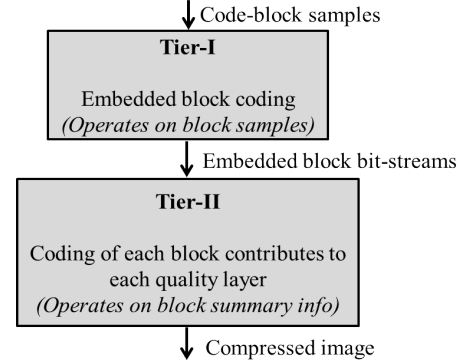 Code-block samples
Tier-I
Embedded block coding
(Operates on block samples)
Embedded block bit-streams
Tier-II
Coding of each block contributes to
each quality layer
(Operates on block summary info)
Compressed image